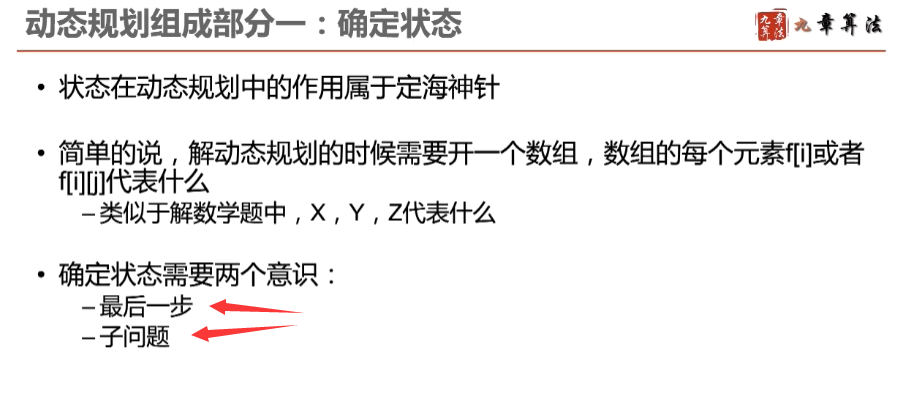 动态规划组成部分一：确定状态
九章算法
九章算法
• 状态在动态规划中的作用属于定海神针
• 简单的说，解动态规划的时候需要开一个数组，数组的每个元素f[i]或者
f[i][j]代表什么
– 类似于解数学题中，X，Y，Z代表什么
• 确定状态需要两个意识：
– 最后一步
– 子问题